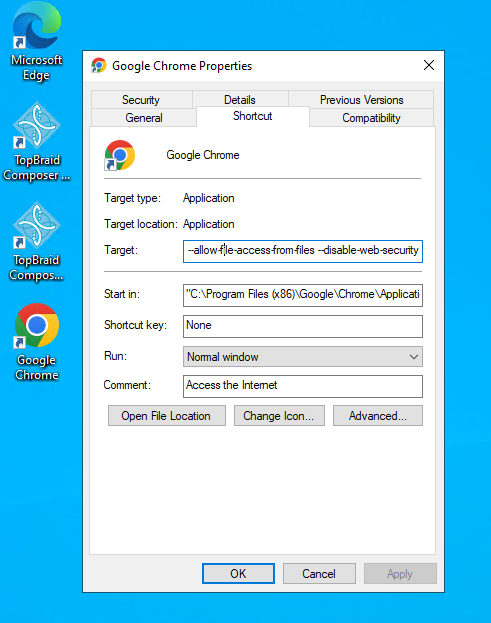 Microsoft
Edge
TopBraid
Composer ...
TopBraid
Compos...
Google
Chrome
Google Chrome Properties
Security
Details
Previous Versions
General
Shortcut
Compatibility
Google Chrome
Target type:
Application
Target location:
Application
Target:
--allow-file-access-from-files --disable-web-security
Start in:
"C:\Program Files (x86)\Google\Chrome\Applicati
Shortcut key:
None
Run:
Normal window
Comment:
Access the Internet
Open File Location
Change Icon...
Advanced...
OK
Cancel
Apply